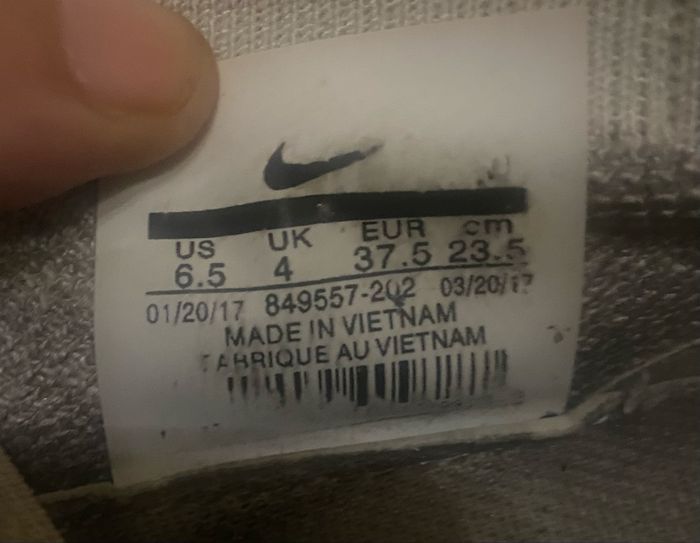 US UK EUR cm
6.5 4 37.5 23.5
01/20/17 849557-202 03/20/17
MADE IN VIETNAM
FABRIQUE AU VIETNAM